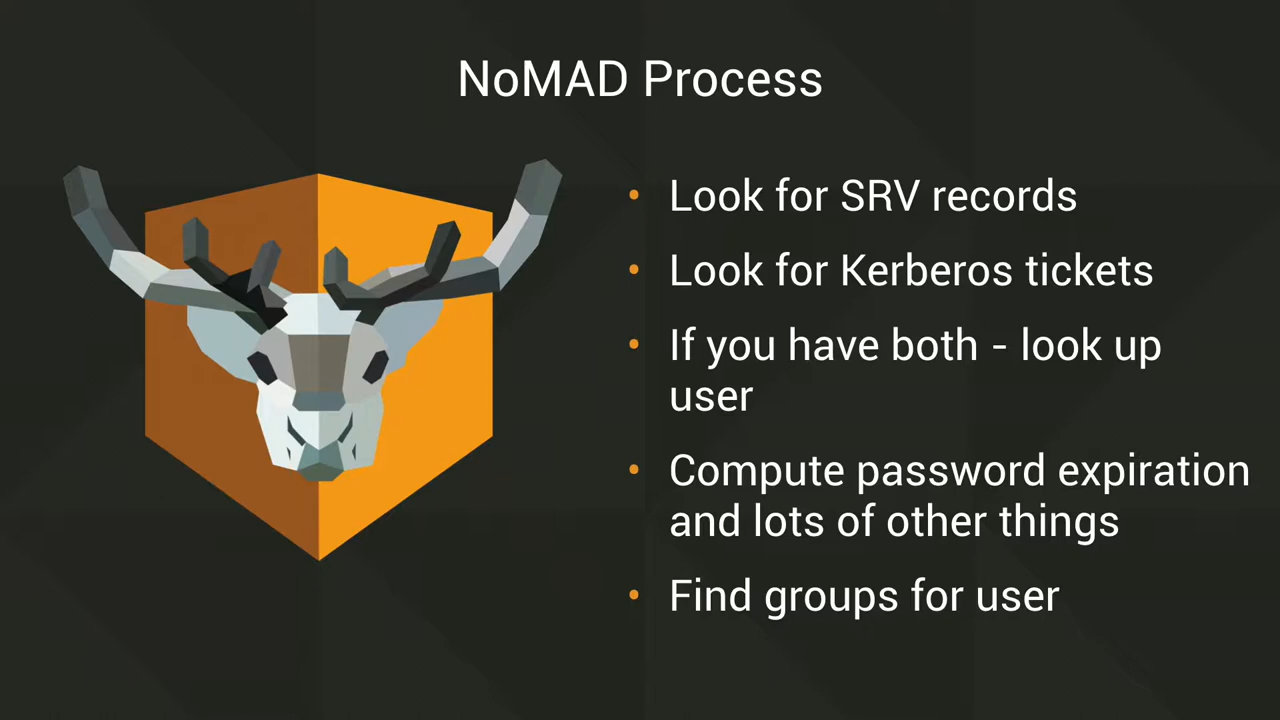 NoMAD Process
• Look for SRV records
• Look for Kerberos tickets
• If you have both - look up
user
• Compute password expiration
and lots of other things
• Find groups for user